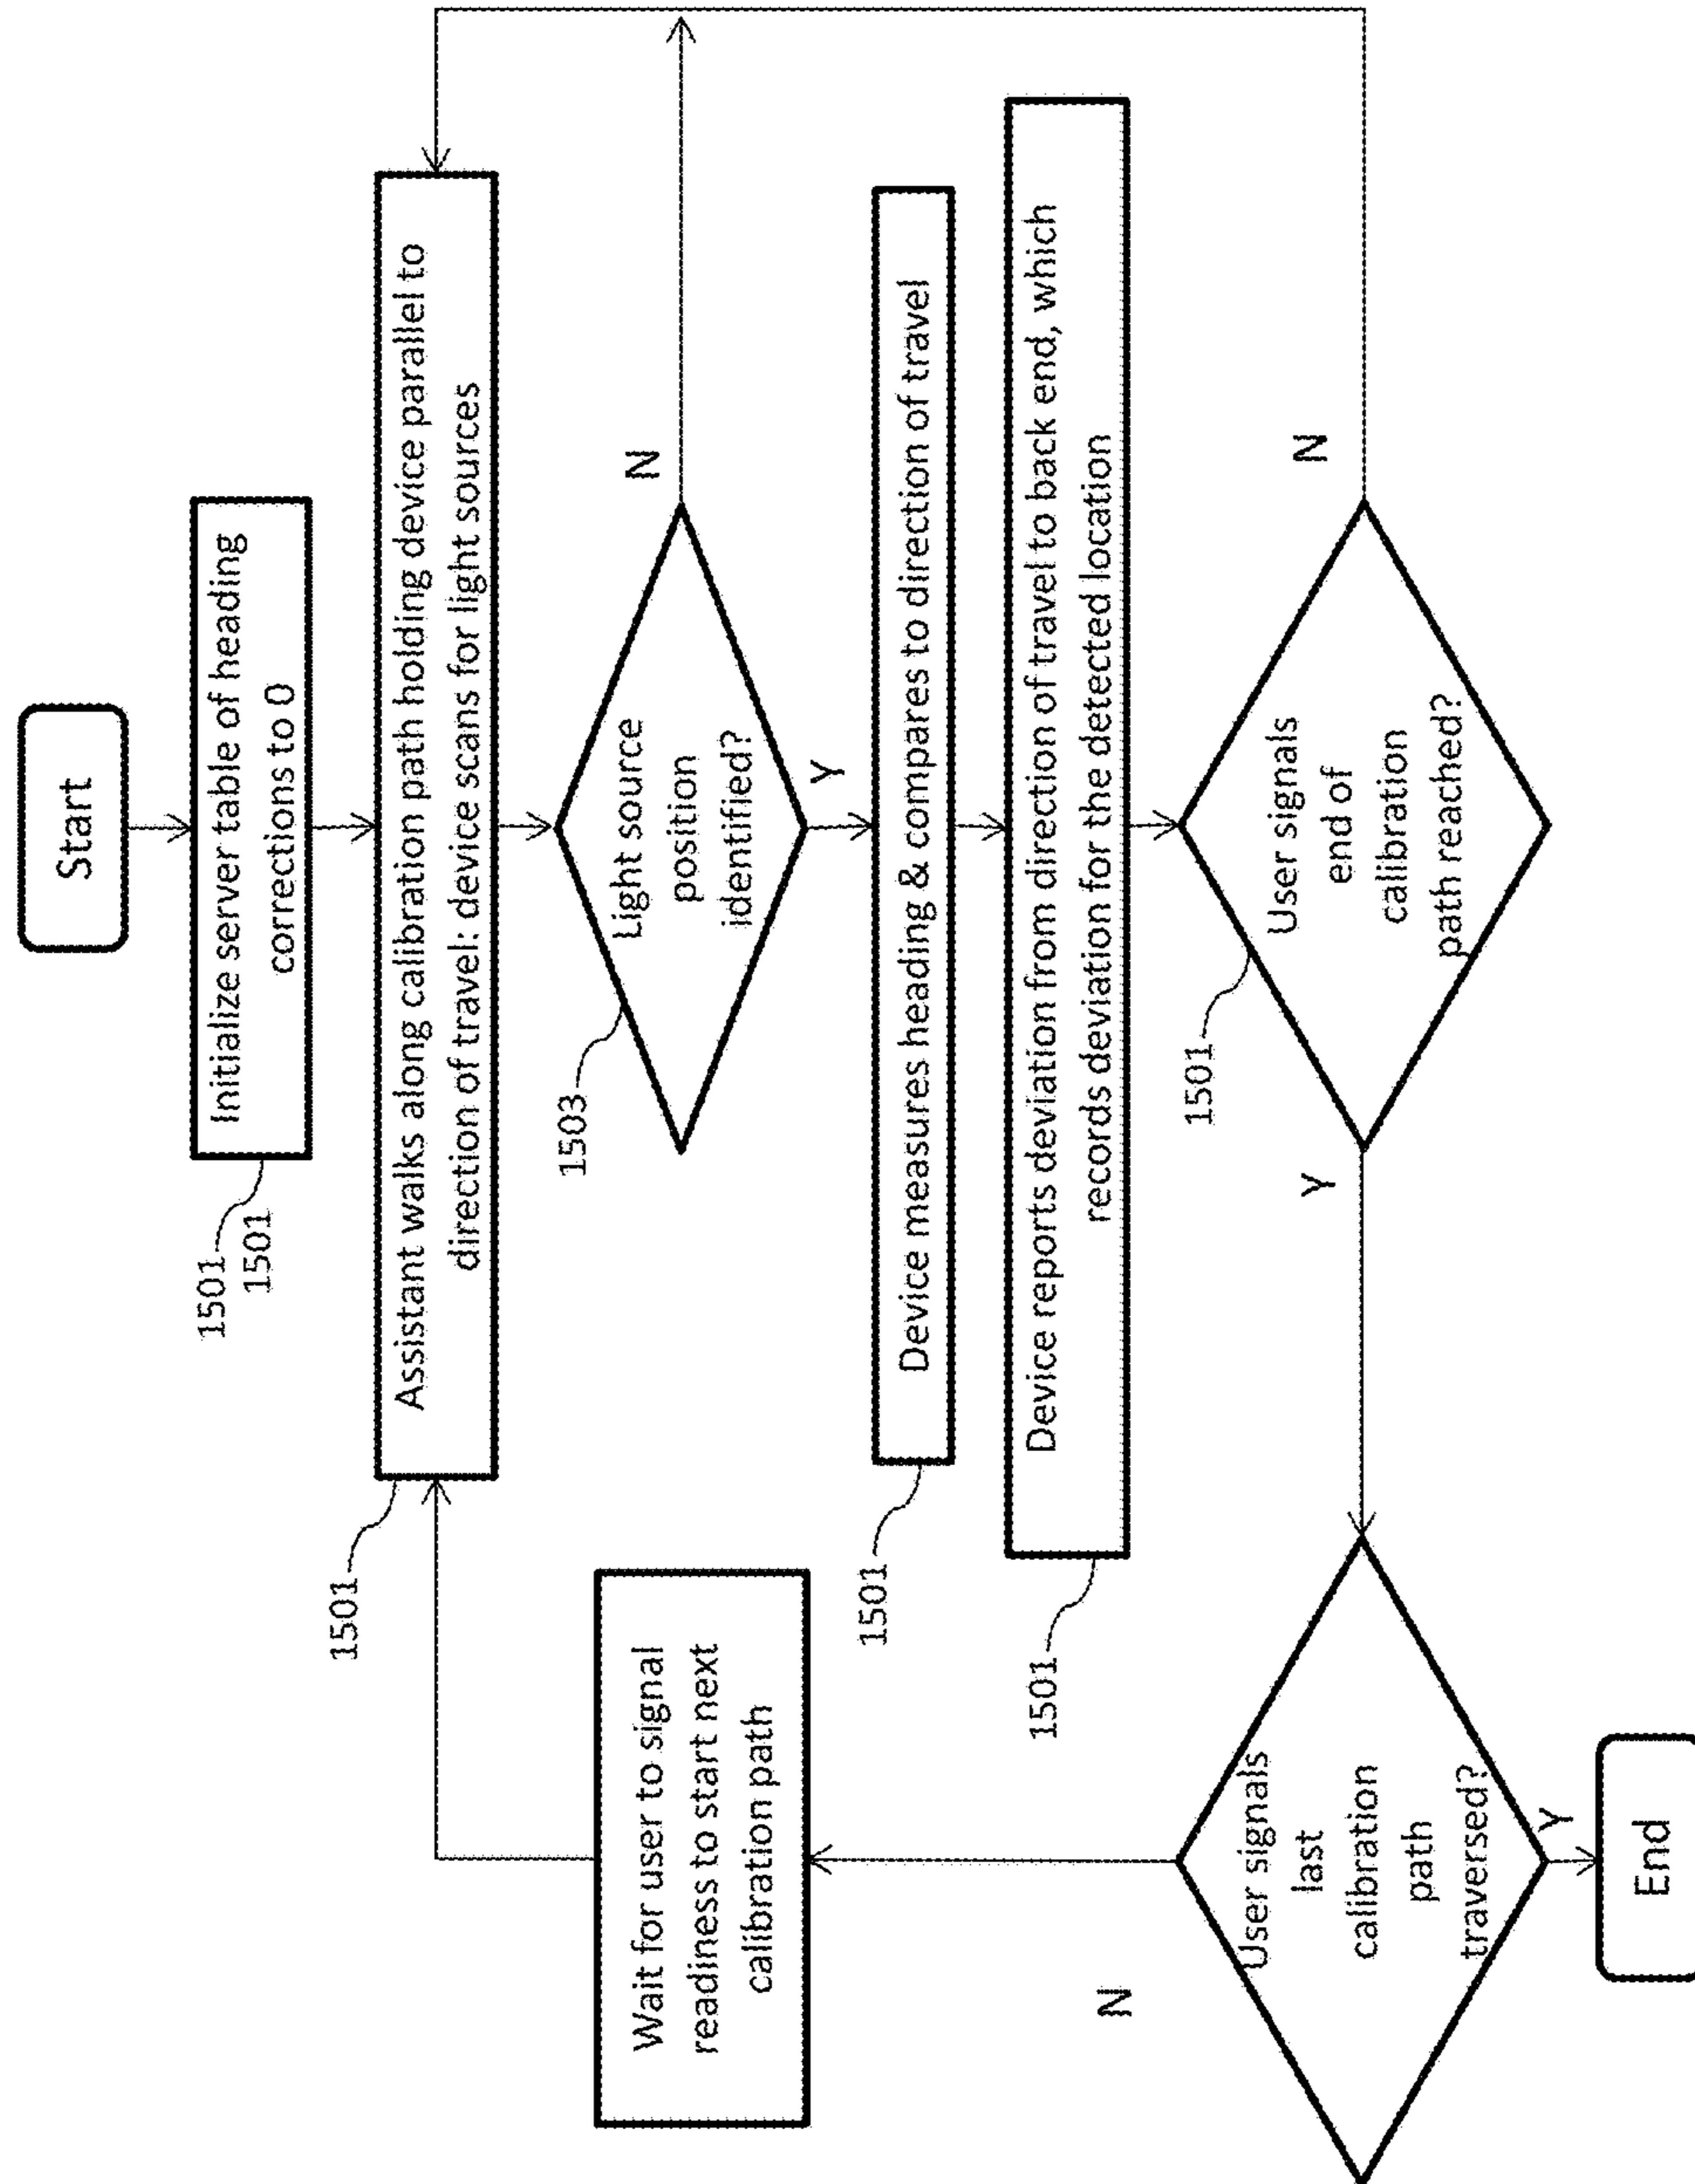 Start
1501
1501
Initialize server table of heading
corrections to 0
1501
Assistant walks along calibration path holding device parallel to
direction of travel: device scans for light sources
1503
Light source
position
identified?
N
Y
Wait for user to signal
readiness to start next
calibration path
1501
Device measures heading & compares to direction of travel
1501
Device reports deviation from direction of travel to back end, which
records deviation for the detected location
1501
User signals
end of
calibration
path reached?
N
Y
User signals
last
calibration
path
traversed?
N
Y
End